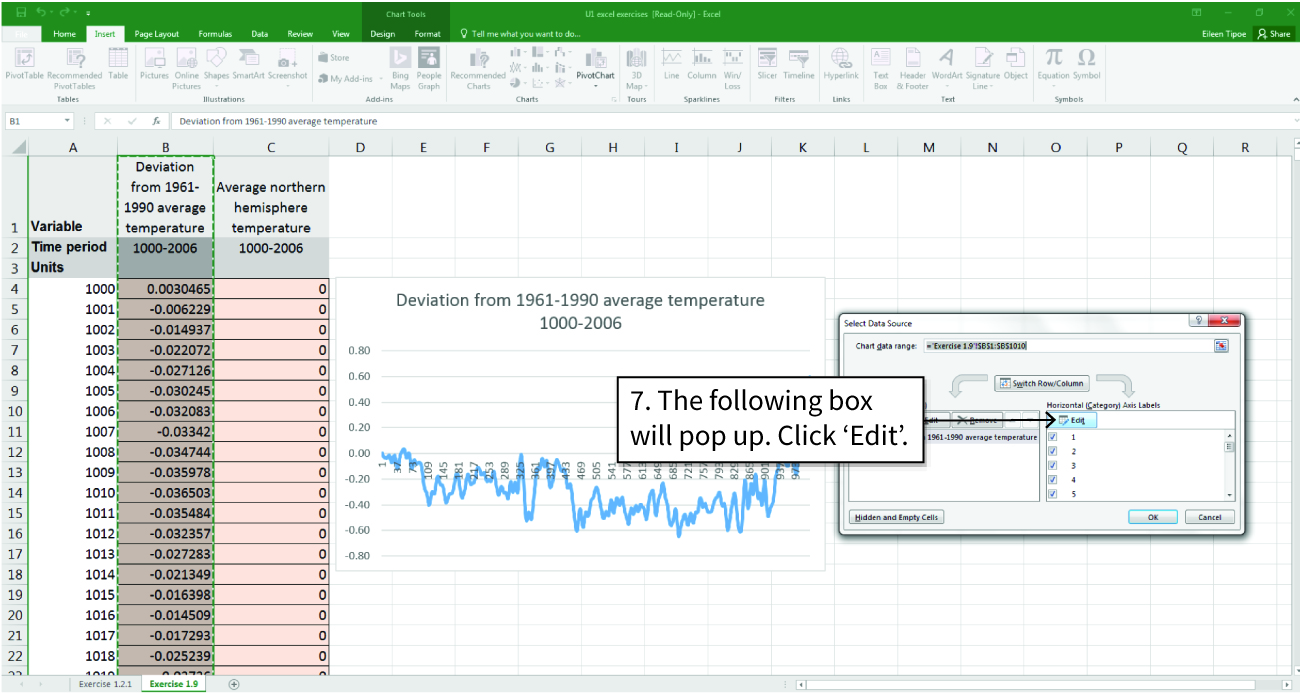 Chart Tools
U1 excel exercises [Read-Only] - Excel
Home Insert Page Layout Formulas Data Review View Design Format Tell me what you want to do... Eileen Tipoe Share
PivotTable Recommended PivotTables Table Pictures Online Pictures Shapes SmartArt Screenshot Store My Add-ins Bing Maps People Graph Recommended Charts PivotChart 3D Map Line Column Win/Loss Slicer Timeline Hyperlink Text Box Header & Footer WordArt Signature Line Object Equation Symbol
Tables Illustrations Add-ins Charts Tours Sparklines Filters Links Text Symbols
B1 fx Deviation from 1961-1990 average temperature
A B C D E F G H I J K L M N O P Q R
1 Variable Deviation from 1961-1990 average temperature Average northern hemisphere temperature
2 Time period 1000-2006 1000-2006
3 Units
4 1000 0.0030465 0
5 1001 -0.006229 0
6 1002 -0.014937 0
7 1003 -0.022072 0
8 1004 -0.027126 0
9 1005 -0.030245 0
10 1006 -0.032083 0
11 1007 -0.03342 0
12 1008 -0.034744 0
13 1009 -0.035978 0
14 1010 -0.036503 0
15 1011 -0.035484 0
16 1012 -0.032357 0
17 1013 -0.027283 0
18 1014 -0.021349 0
19 1015 -0.016398 0
20 1016 -0.014509 0
21 1017 -0.017293 0
22 1018 -0.025239 0
Deviation from 1961-1990 average temperature
1000-2006
0.80
0.60
0.40
0.20
0.00
-0.20
-0.40
-0.60
-0.80
1 37 73 109 145 181 217 253 289 325 361 397 433 469 505 541 577 613 649 685 721 757 793 829 865 901
7. The following box
will pop up. Click ‘Edit’.
Select Data Source
Chart data range: ='Exercise 1.9'!$B$1:$B$1010
Switch Row/Column
Horizontal (Category) Axis Labels
Edit Remove Edit
1961-1990 average temperature
1
2
3
4
5
Hidden and Empty Cells OK Cancel
Exercise 1.2.1 Exercise 1.9